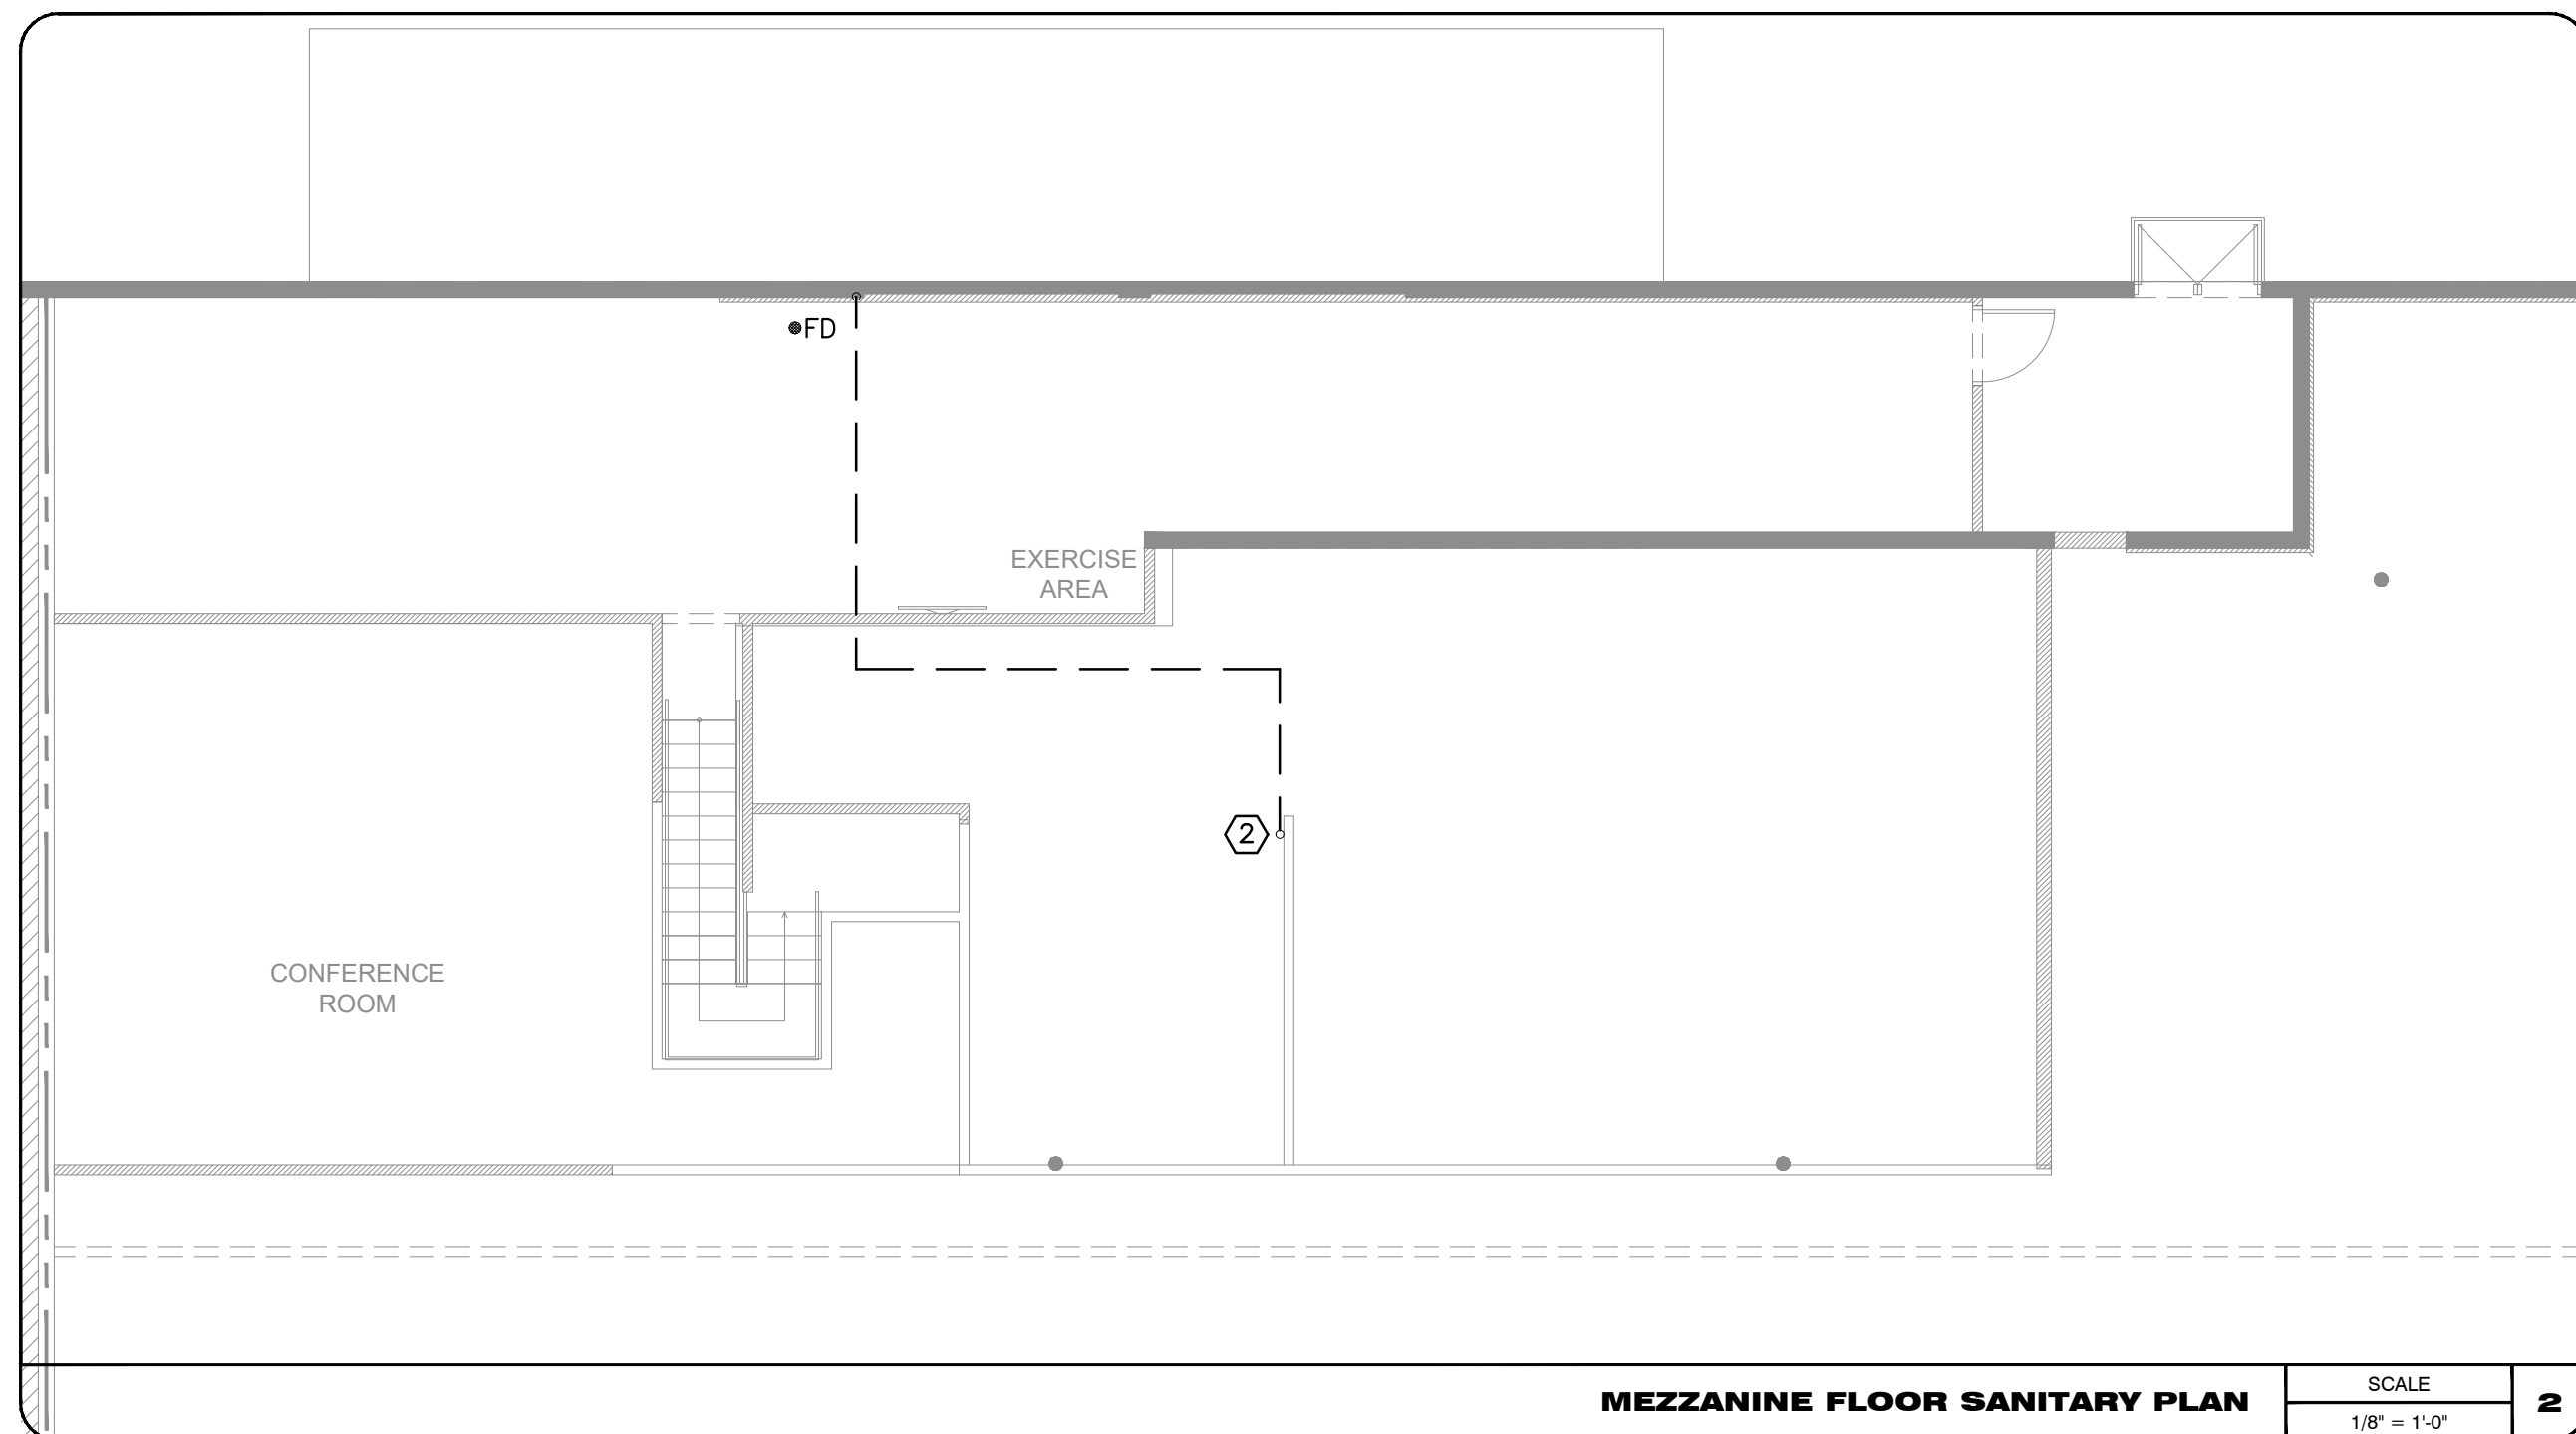 FD
EXERCISE
AREA
2
CONFERENCE
ROOM
MEZZANINE FLOOR SANITARY PLAN
SCALE
1/8" = 1'-0"
2